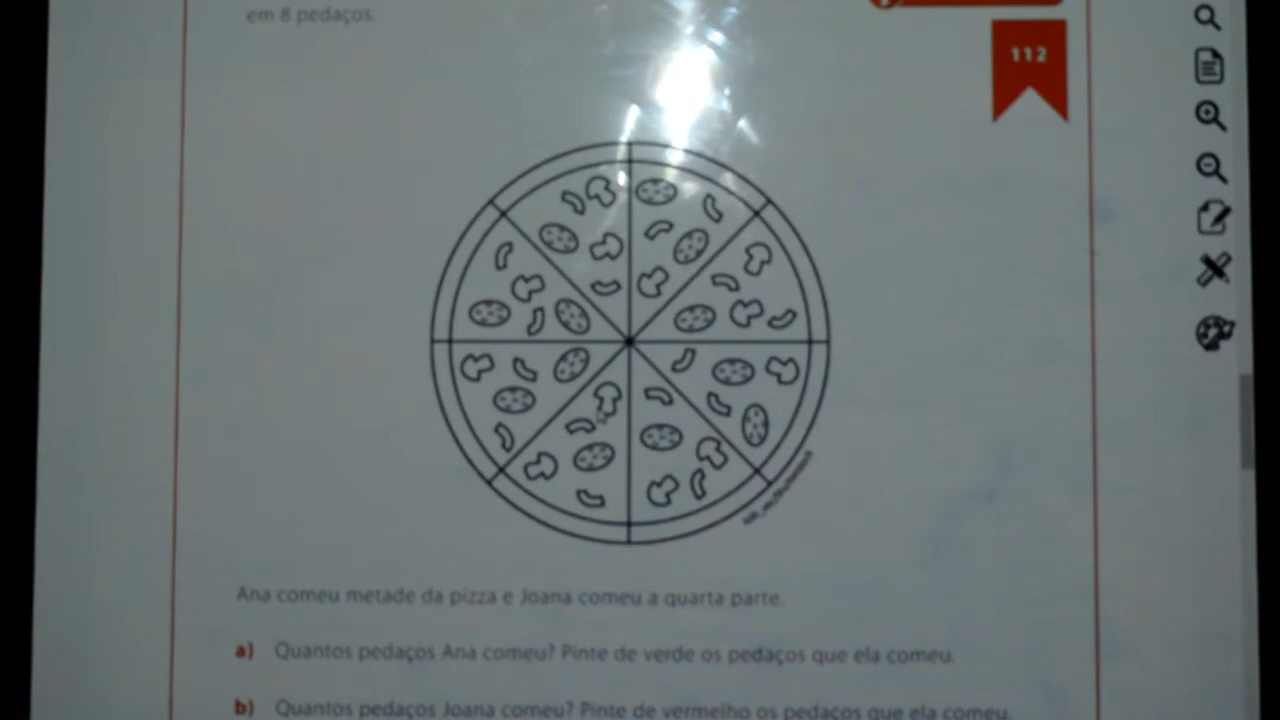 em 8 pedaços.
112
Ana comeu metade da pizza e Joana comeu a quarta parte.
a) Quantos pedaços Ana comeu? Pinte de verde os pedaços que ela comeu.
b) Quantos pedaços Joana comeu? Pinte de vermelho os pedaços que ela comeu.